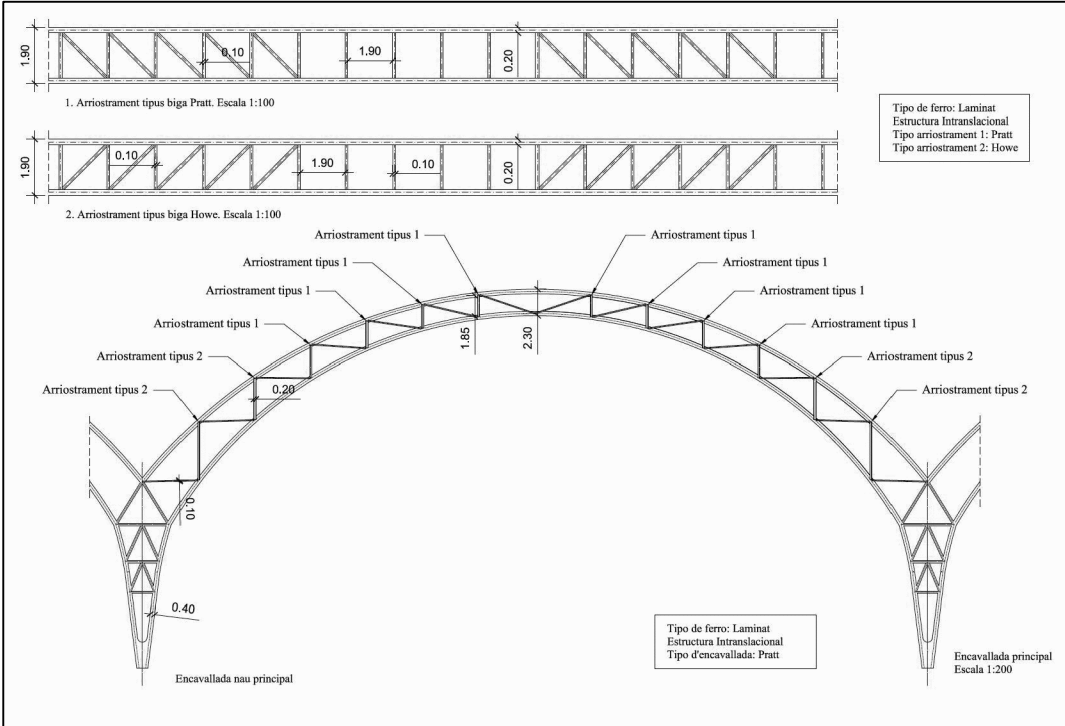 1.90
0.10
1.90
0.20
1. Arriostrament tipus biga Pratt. Escala 1:100
Tipo de ferro: Laminat
Estructura Intranslacional
Tipo arriostrament 1: Pratt
Tipo arriostrament 2: Howe
1.90
0.10
1.90
0.10
0.20
2. Arriostrament tipus biga Howe. Escala 1:100
Arriostrament tipus 1
Arriostrament tipus 1
Arriostrament tipus 1
Arriostrament tipus 1
Arriostrament tipus 1
Arriostrament tipus 1
Arriostrament tipus 1
Arriostrament tipus 1
Arriostrament tipus 2
Arriostrament tipus 2
Arriostrament tipus 2
Arriostrament tipus 2
1.85
2.30
0.20
0.10
0.40
Tipo de ferro: Laminat
Estructura Intranslacional
Tipo d'encavallada: Pratt
Encavallada nau principal
Encavallada principal
Escala 1:200